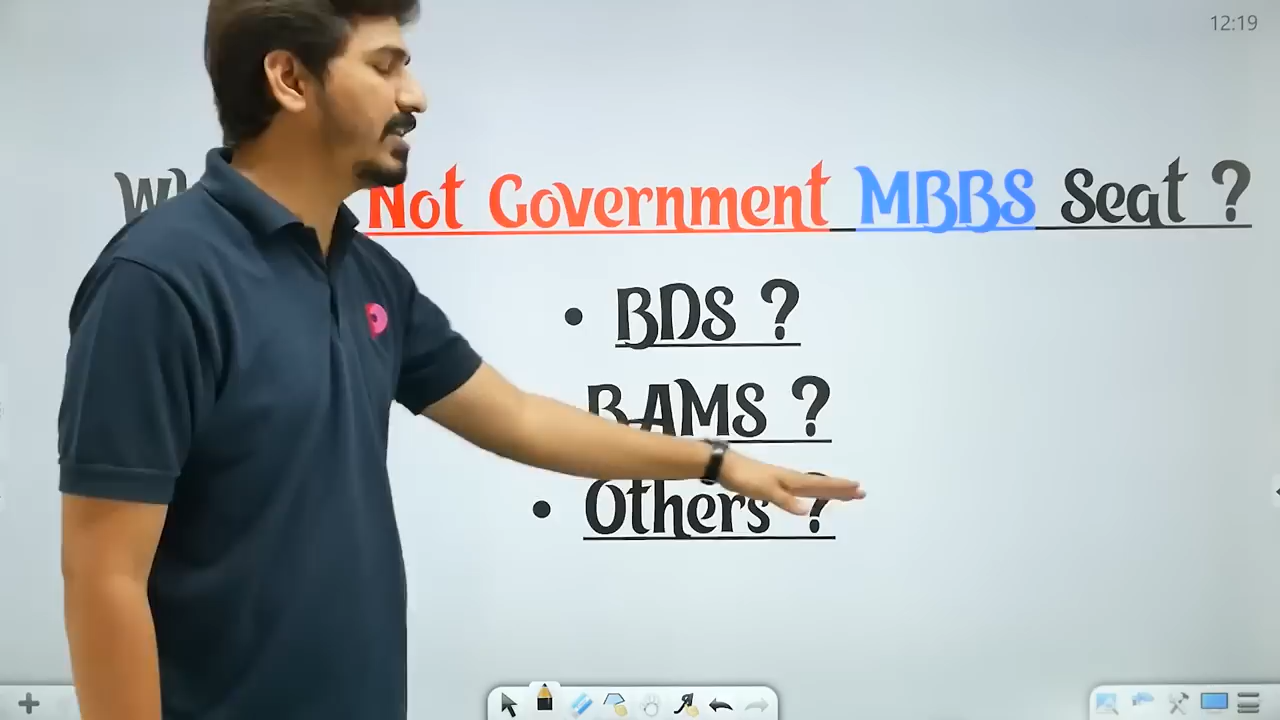 12:19
Not Government MBBS Seat ?
• BDS ?
BAMS ?
• Others ?